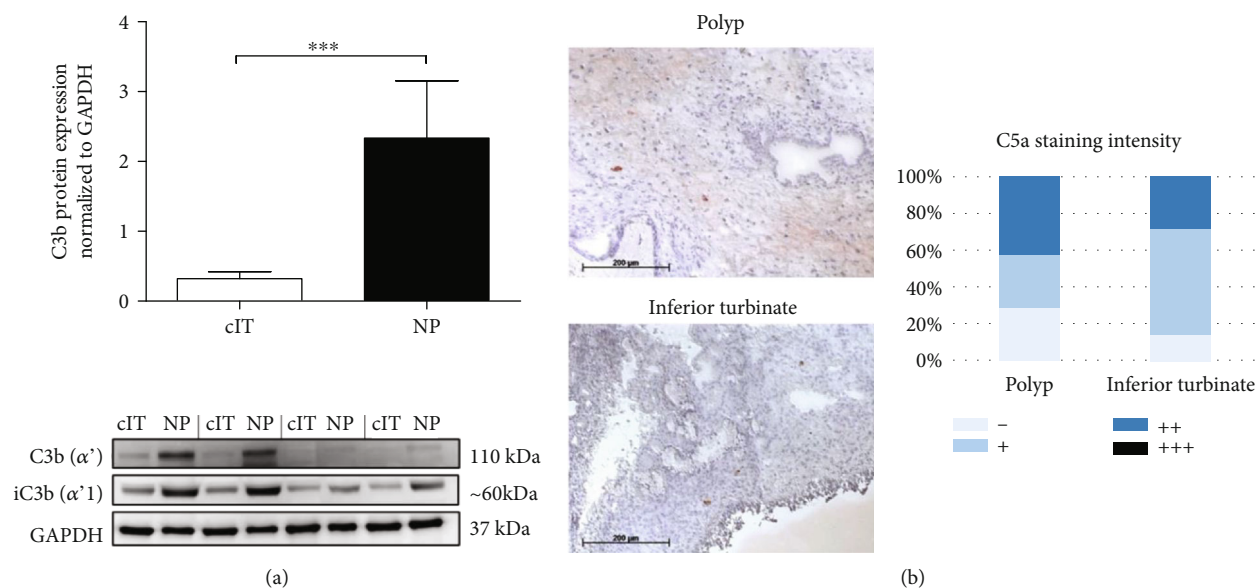 C3b protein expression
normalized to GAPDH
4
3
2
1
0
***
cIT
NP
cIT NP cIT NP cIT NP cIT NP
C3b (α’) 110 kDa
iC3b (α’1) ~60kDa
GAPDH 37 kDa
(a)
Polyp
200 μm
Inferior turbinate
200 μm
C5a staining intensity
100%
80%
60%
40%
20%
0%
Polyp Inferior turbinate
– ++
+ +++
(b)